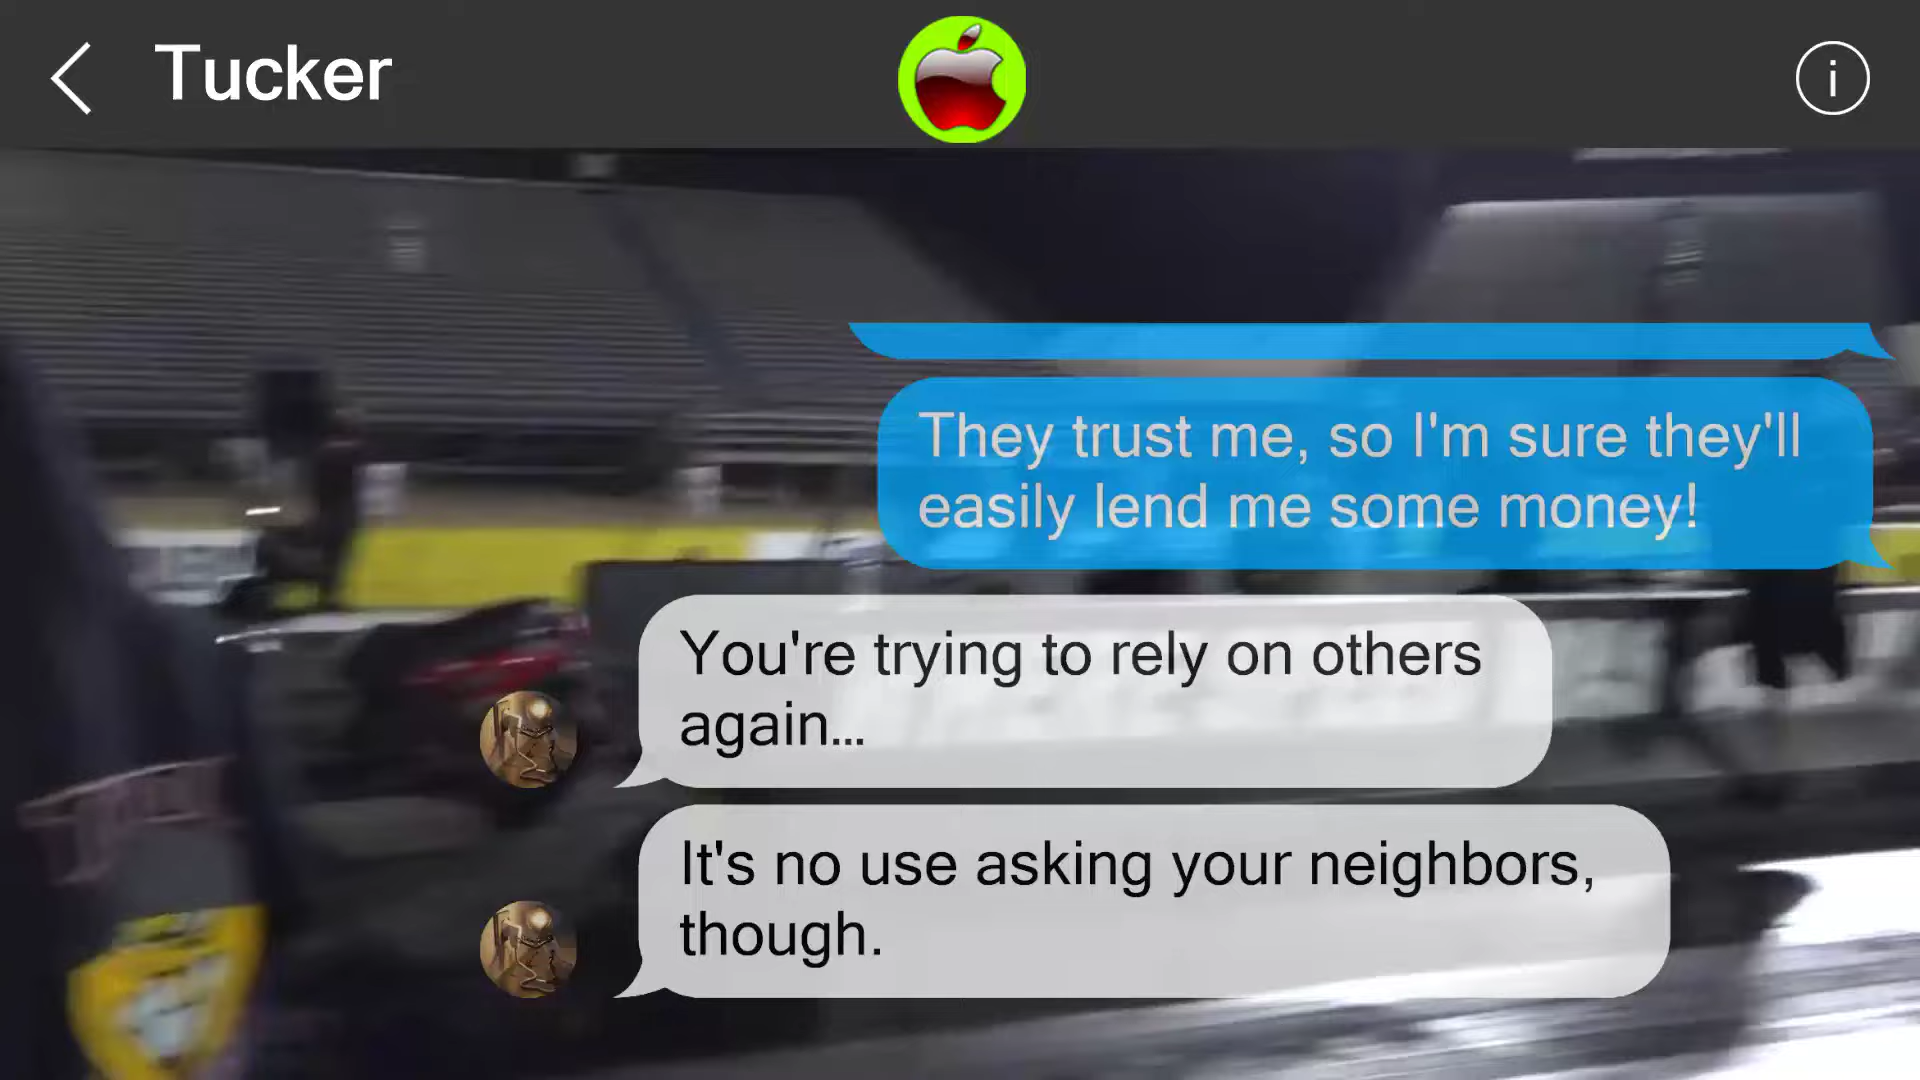 Tucker
They trust me, so I'm sure they'll
easily lend me some money!
You're trying to rely on others
again...
It's no use asking your neighbors,
though.